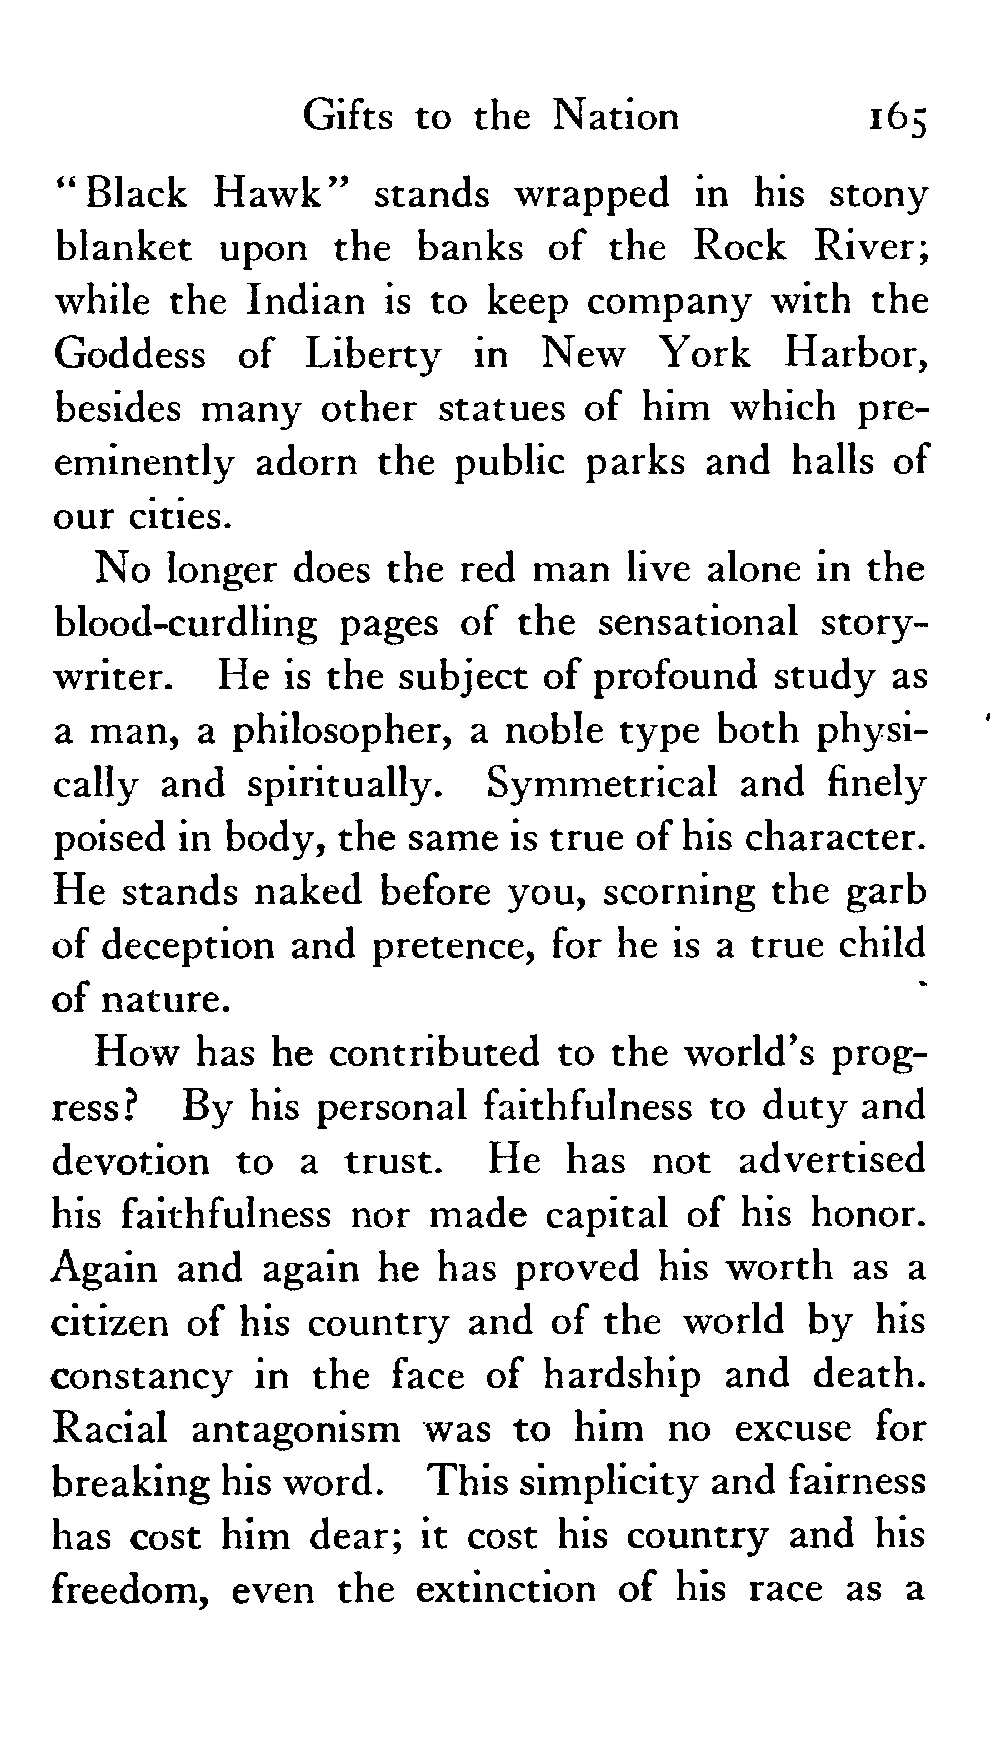 Gifts to the Nation 165
"Black Hawk" stands wrapped in his stony
blanket upon the banks of the Rock River;
while the Indian is to keep company with the
Goddess of Liberty in New York Harbor,
besides many other statues of him which pre-
eminently adorn the public parks and halls of
our cities.
No longer does the red man live alone in the
blood-curdling pages of the sensational story-
writer. He is the subject of profound study as
a man, a philosopher, a noble type both physi-
cally and spiritually. Symmetrical and finely
poised in body, the same is true of his character.
He stands naked before you, scorning the garb
of deception and pretence, for he is a true child
of nature.
How has he contributed to the world's prog-
ress? By his personal faithfulness to duty and
devotion to a trust. He has not advertised
his faithfulness nor made capital of his honor.
Again and again he has proved his worth as a
citizen of his country and of the world by his
constancy in the face of hardship and death.
Racial antagonism was to him no excuse for
breaking his word. This simplicity and fairness
has cost him dear; it cost his country and his
freedom, even the extinction of his race as a